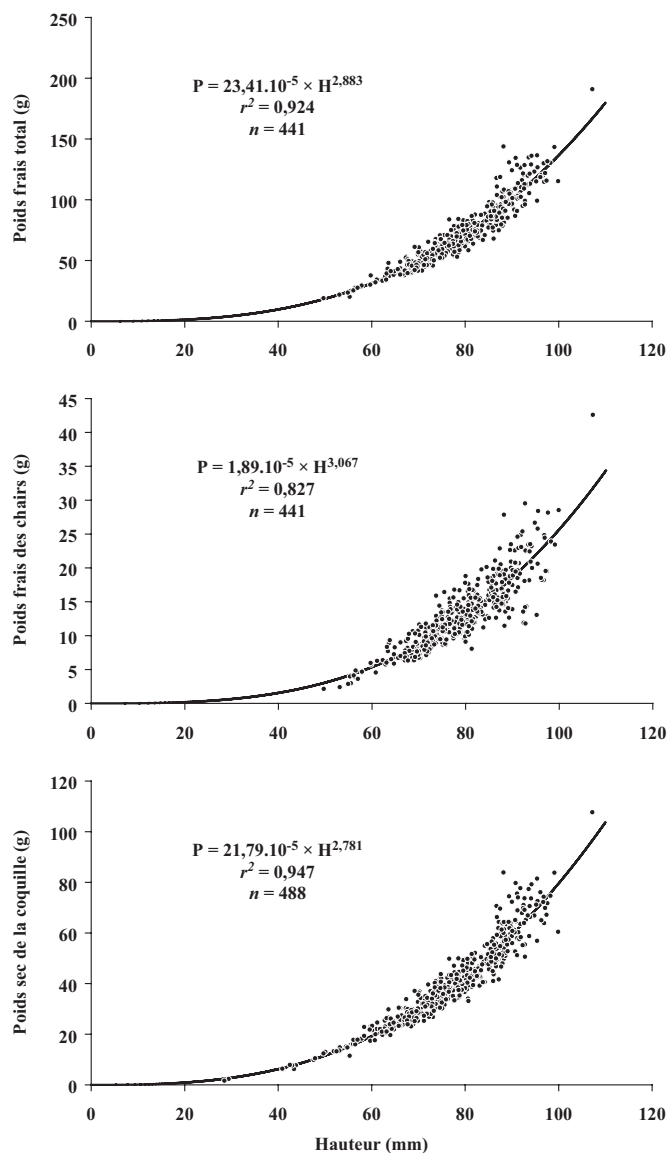 250
200
150
100
50
0
Poids frais total (g)
P = 23,41.10-5 × H2,883
r2 = 0,924
n = 441
0 20 40 60 80 100 120
45
40
35
30
25
20
15
10
5
0
Poids frais des chairs (g)
P = 1,89.10-5 × H3,067
r2 = 0,827
n = 441
0 20 40 60 80 100 120
120
100
80
60
40
20
0
Poids sec de la coquille (g)
P = 21,79.10-5 × H2,781
r2 = 0,947
n = 488
0 20 40 60 80 100 120
Hauteur (mm)